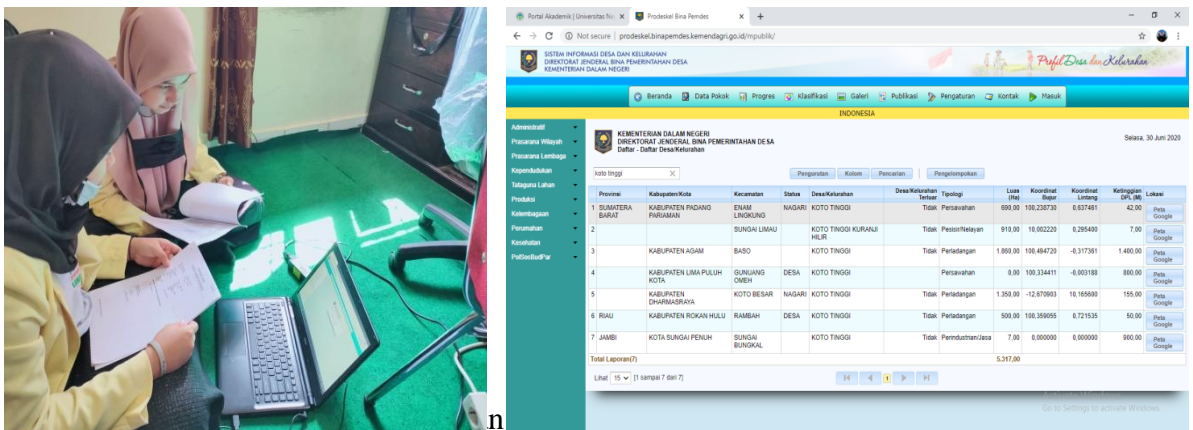 Portal Akademik | Universitas Ne
Prodeskel Bina Pemdes
Not secure | prodeskel.binapemdes.kemendagri.go.id/mpublik/
SISTEM INFORMASI DESA DAN KELURAHAN
DIREKTORAT JENDERAL BINA PEMERINTAHAN DESA
KEMENTERIAN DALAM NEGERI
Profil Desa dan Kelurahan
Beranda Data Pokok Progres Klasifikasi Galeri Publikasi Pengaturan Kontak Masuk
INDONESIA
Administratif
Prasarana Wilayah
Prasarana Lembaga
Kependudukan
Tataguna Lahan
Produksi
Kelembagaan
Perumahan
Kesehatan
PolSosBudPar
KEMENTERIAN DALAM NEGERI
DIREKTORAT JENDERAL BINA PEMERINTAHAN DESA
Daftar - Daftar Desa/Kelurahan
Selasa, 30 Juni 2020
koto tinggi
Pengurutan Kolom Pencarian Pengelompokan
Provinsi Kabupaten/Kota Kecamatan Status Desa/Kelurahan Desa/Kelurahan Terluar Tipologi Luas (Ha) Koordinat Bujur Koordinat Lintang Ketinggian DPL (M) Lokasi
1 SUMATERA BARAT KABUPATEN PADANG PARIAMAN ENAM LINGKUNG NAGARI KOTO TINGGI Tidak Persawahan 690,00 100,238730 0,637461 42,00 Peta Google
2 SUNGAI LIMAU KOTO TINGGI KURANJI HILIR Tidak Pesisir/Nelayan 910,00 10,002220 0,295400 7,00 Peta Google
3 KABUPATEN AGAM BASO KOTO TINGGI Tidak Perladangan 1.860,00 100,494720 -0,317361 1.400,00 Peta Google
4 KABUPATEN LIMA PULUH KOTA GUNUANG OMEH DESA KOTO TINGGI Persawahan 0,00 100,334411 -0,003188 800,00 Peta Google
5 KABUPATEN DHARMASRAYA KOTO BESAR NAGARI KOTO TINGGI Tidak Perladangan 1.350,00 -12,670903 10,165600 155,00 Peta Google
6 RIAU KABUPATEN ROKAN HULU RAMBAH DESA KOTO TINGGI Tidak Perladangan 500,00 100,359055 0,721535 50,00 Peta Google
7 JAMBI KOTA SUNGAI PENUH SUNGAI BUNGKAL KOTO TINGGI Tidak Perindustrian/Jasa 7,00 0,000000 0,000000 900,00 Peta Google
Total Laporan(7) 5.317,00
Lihat 15 [1 sampai 7 dari 7] 1
Go to Settings to activate Windows.
n